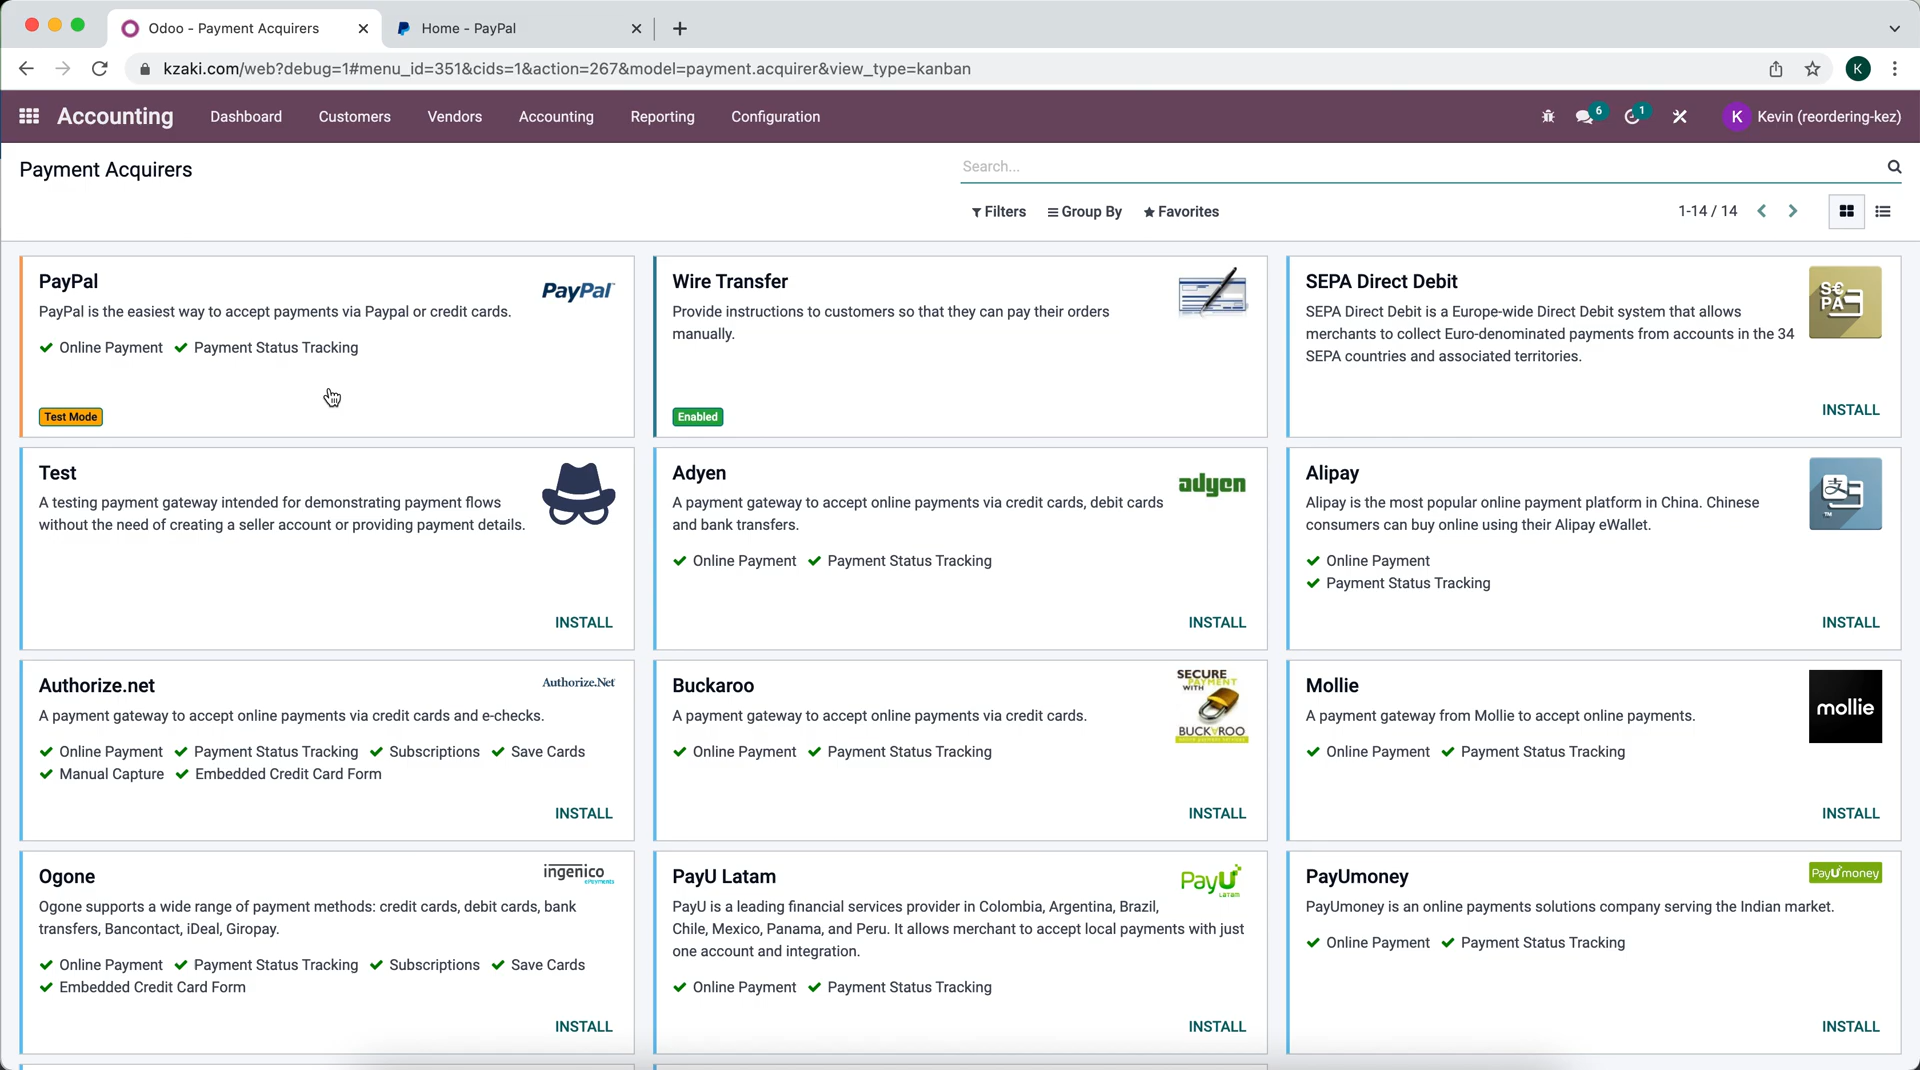 Odoo - Payment Acquirers
Home - PayPal
kzaki.com/web?debug=1#menu_id=351&cids=1&action=267&model=payment.acquirer&view_type=kanban
K
Accounting
Dashboard
Customers
Vendors
Accounting
Reporting
Configuration
6
1
K
Kevin (reordering-kez)
Payment Acquirers
Search...
Filters
Group By
Favorites
1-14 / 14
PayPal
PayPal
PayPal is the easiest way to accept payments via Paypal or credit cards.
Online Payment
Payment Status Tracking
Test Mode
Wire Transfer
Provide instructions to customers so that they can pay their orders
manually.
Enabled
SEPA Direct Debit
S€
PA
SEPA Direct Debit is a Europe-wide Direct Debit system that allows
merchants to collect Euro-denominated payments from accounts in the 34
SEPA countries and associated territories.
INSTALL
Test
A testing payment gateway intended for demonstrating payment flows
without the need of creating a seller account or providing payment details.
INSTALL
Adyen
adyen
A payment gateway to accept online payments via credit cards, debit cards
and bank transfers.
Online Payment
Payment Status Tracking
INSTALL
Alipay
支
TM
Alipay is the most popular online payment platform in China. Chinese
consumers can buy online using their Alipay eWallet.
Online Payment
Payment Status Tracking
INSTALL
Authorize.net
Authorize.Net
A payment gateway to accept online payments via credit cards and e-checks.
Online Payment
Payment Status Tracking
Subscriptions
Save Cards
Manual Capture
Embedded Credit Card Form
INSTALL
Buckaroo
SECURE
PAYMENT
WITH
BUCKAROO
A payment gateway to accept online payments via credit cards.
Online Payment
Payment Status Tracking
INSTALL
Mollie
mollie
A payment gateway from Mollie to accept online payments.
Online Payment
Payment Status Tracking
INSTALL
Ogone
ingenico
Ogone supports a wide range of payment methods: credit cards, debit cards, bank
transfers, Bancontact, iDeal, Giropay.
Online Payment
Payment Status Tracking
Subscriptions
Save Cards
Embedded Credit Card Form
INSTALL
PayU Latam
PayU
LATAM
PayU is a leading financial services provider in Colombia, Argentina, Brazil,
Chile, Mexico, Panama, and Peru. It allows merchant to accept local payments with just
one account and integration.
Online Payment
Payment Status Tracking
INSTALL
PayUmoney
PayUmoney
PayUmoney is an online payments solutions company serving the Indian market.
Online Payment
Payment Status Tracking
INSTALL